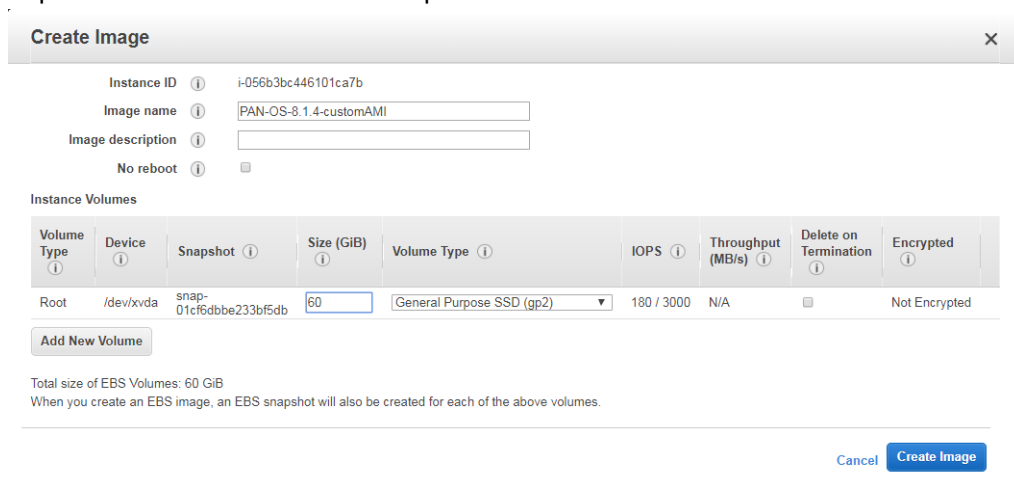 Create Image
×
Instance ID i-056b3bc446101ca7b
Image name PAN-OS-8.1.4-customAMI
Image description
No reboot
Instance Volumes
Volume Type Device Snapshot Size (GiB) Volume Type IOPS Throughput (MB/s) Delete on Termination Encrypted
Root /dev/xvda snap-01cf6dbbe233bf5db 60 General Purpose SSD (gp2) 180 / 3000 N/A Not Encrypted
Add New Volume
Total size of EBS Volumes: 60 GiB
When you create an EBS image, an EBS snapshot will also be created for each of the above volumes.
Cancel Create Image